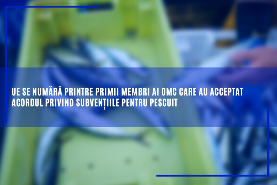 UE SE NUMĂRĂ PRINTRE PRIMII MEMBRI AI OMC CARE AU ACCEPTAT
ACORDUL PRIVIND SUBVENȚIILE PENTRU PESCUIT